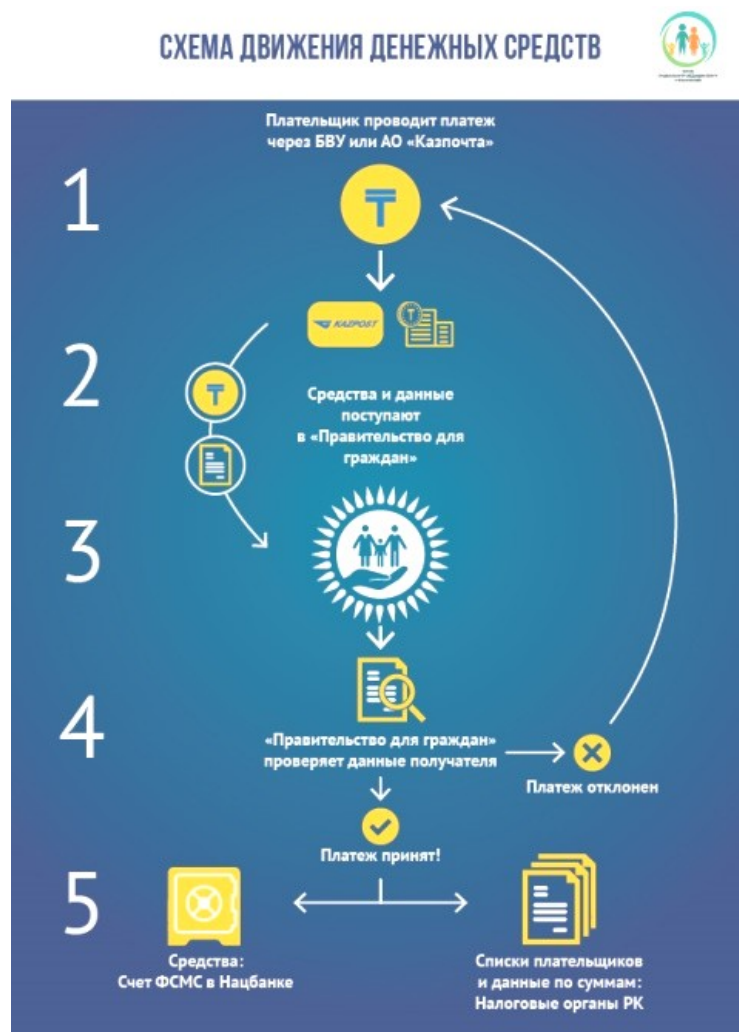 СХЕМА ДВИЖЕНИЯ ДЕНЕЖНЫХ СРЕДСТВ
Плательщик проводит платеж
через БВУ или АО «Казпочта»
1
KAZPOST
2
Средства и данные
поступают
в «Правительство для
граждан»
3
4
«Правительство для граждан»
проверяет данные получателя
Платеж отклонен
Платеж принят!
5
Средства:
Счет ФСМС в Нацбанке
Списки плательщиков
и данные по суммам:
Налоговые органы РК